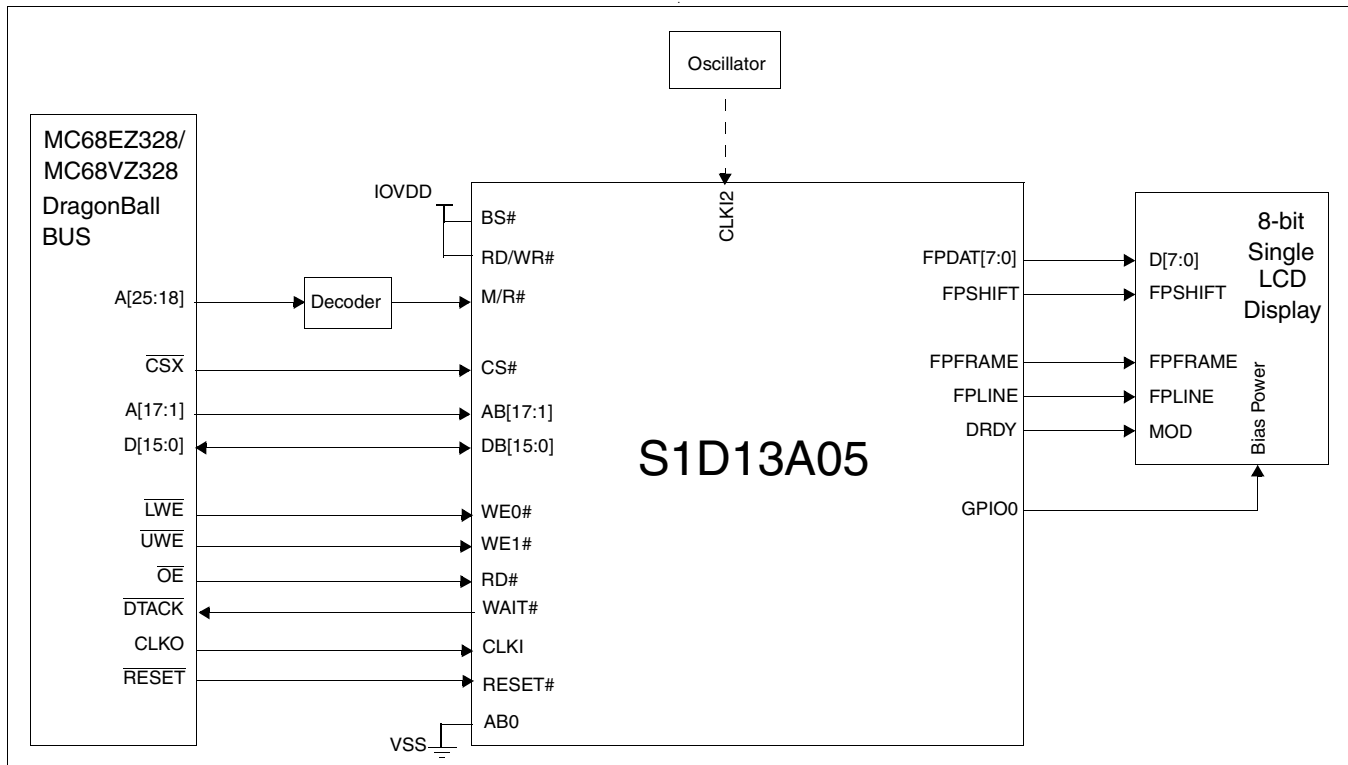 Oscillator
MC68EZ328/
MC68VZ328
DragonBall
BUS
A[25:18]
CSX
A[17:1]
D[15:0]
LWE
UWE
OE
DTACK
CLKO
RESET
VSS
IOVDD
Decoder
BS#
RD/WR#
M/R#
CS#
AB[17:1]
DB[15:0]
WE0#
WE1#
RD#
WAIT#
CLKI
RESET#
AB0
CLKI2
S1D13A05
FPDAT[7:0]
FPSHIFT
FPFRAME
FPLINE
DRDY
GPIO0
D[7:0]
FPSHIFT
FPFRAME
FPLINE
MOD
8-bit
Single
LCD
Display
Bias Power